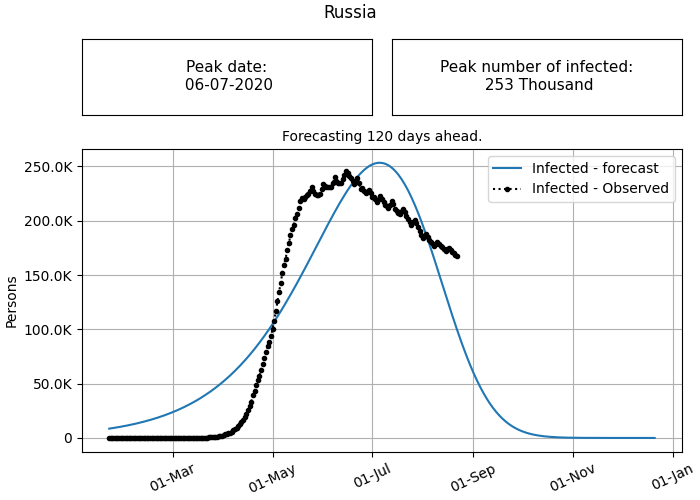 Russia
Peak date:
06-07-2020
Peak number of infected:
253 Thousand
Forecasting 120 days ahead.
250.0K
200.0K
150.0K
100.0K
50.0K
0
Persons
Infected - forecast
Infected - Observed
01-Mar
01-May
01-Jul
01-Sep
01-Nov
01-Jan